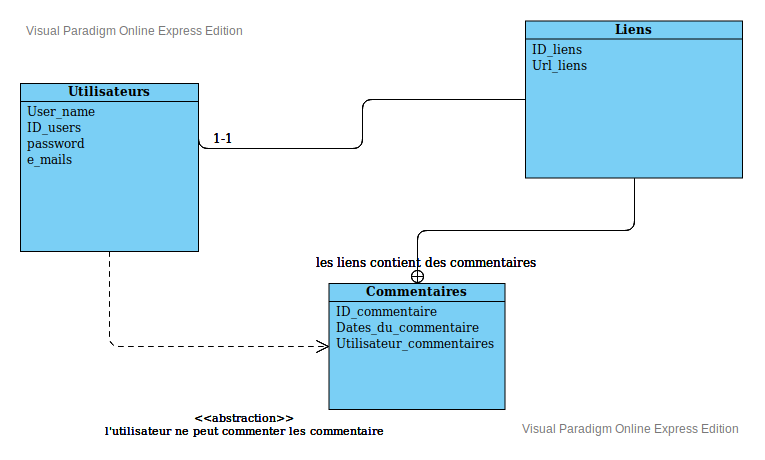 Visual Paradigm Online Express Edition
Liens
ID_liens
Url_liens
Utilisateurs
User_name
ID_users
password
e_mails
1-1
les liens contient des commentaires
Commentaires
ID_commentaire
Dates_du_commentaire
Utilisateur_commentaires
<<abstraction>>
l'utilisateur ne peut commenter les commentaire
Visual Paradigm Online Express Edition